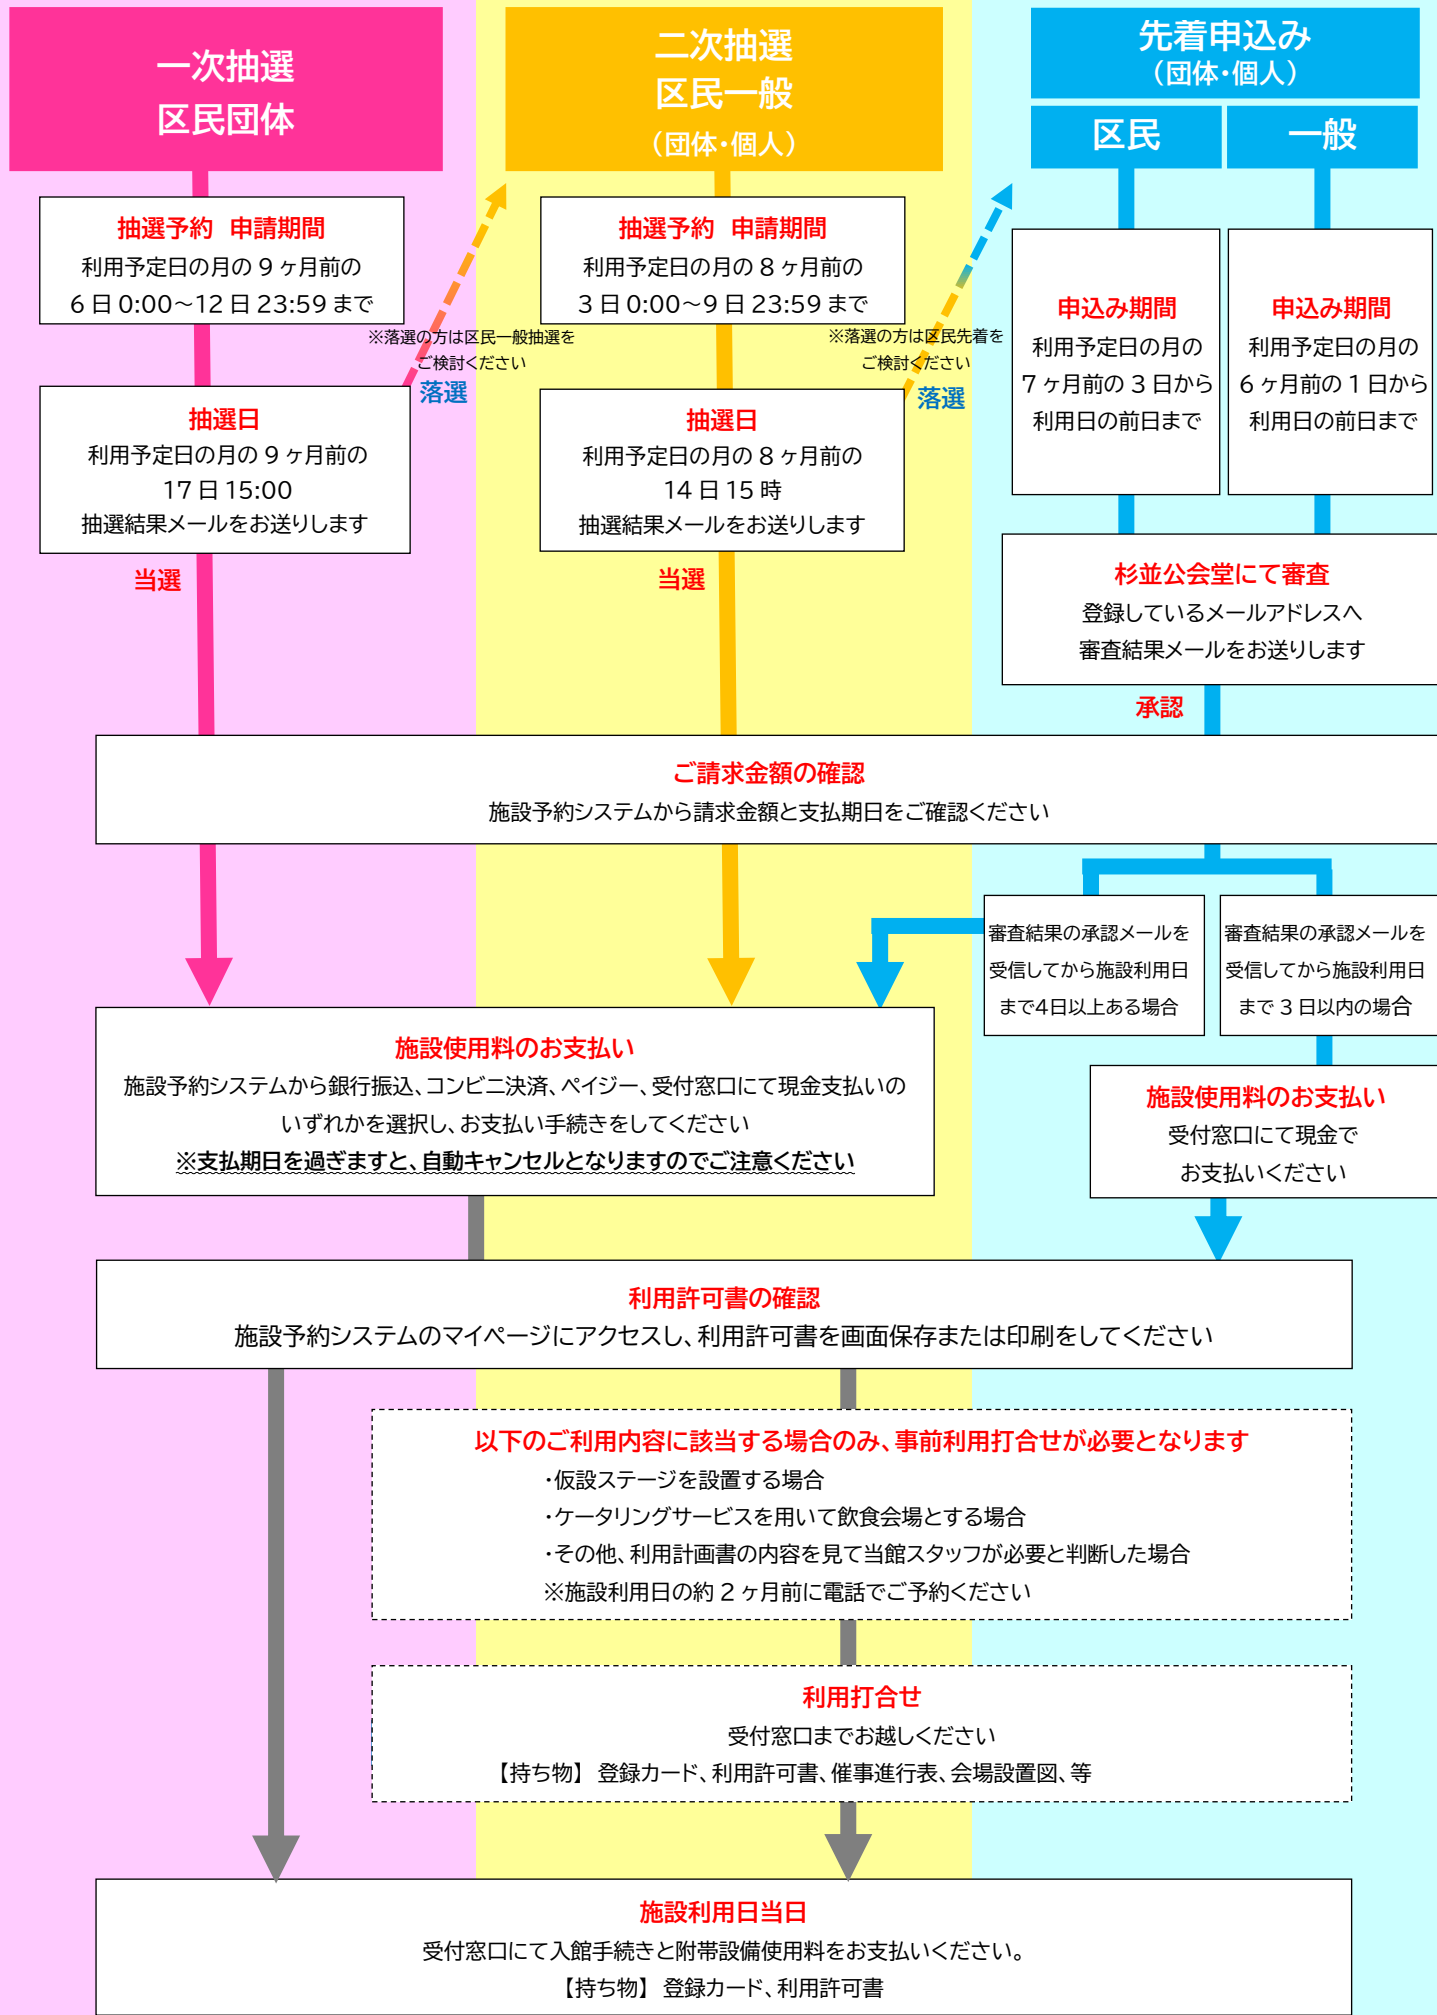 一次抽選
区民団体
二次抽選
区民一般
（団体・個人）
先着申込み
（団体・個人）
区民
一般
抽選予約 申請期間
利用予定日の月の9ヶ月前の
6日0:00～12日23:59まで
※落選の方は区民一般抽選を
ご検討ください
落選
抽選日
利用予定日の月の9ヶ月前の
17日15:00
抽選結果メールをお送りします
当選
抽選予約 申請期間
利用予定日の月の8ヶ月前の
3日0:00～9日23:59まで
※落選の方は区民先着を
ご検討ください
落選
抽選日
利用予定日の月の8ヶ月前の
14日15時
抽選結果メールをお送りします
当選
申込み期間
利用予定日の月の
7ヶ月前の3日から
利用日の前日まで
申込み期間
利用予定日の月の
6ヶ月前の1日から
利用日の前日まで
杉並公会堂にて審査
登録しているメールアドレスへ
審査結果メールをお送りします
承認
ご請求金額の確認
施設予約システムから請求金額と支払期日をご確認ください
審査結果の承認メールを
受信してから施設利用日
まで4日以上ある場合
審査結果の承認メールを
受信してから施設利用日
まで3日以内の場合
施設使用料のお支払い
施設予約システムから銀行振込、コンビニ決済、ペイジー、受付窓口にて現金支払いの
いずれかを選択し、お支払い手続きをしてください
※支払期日を過ぎますと、自動キャンセルとなりますのでご注意ください
施設使用料のお支払い
受付窓口にて現金で
お支払いください
利用許可書の確認
施設予約システムのマイページにアクセスし、利用許可書を画面保存または印刷をしてください
以下のご利用内容に該当する場合のみ、事前利用打合せが必要となります
・仮設ステージを設置する場合
・ケータリングサービスを用いて飲食会場とする場合
・その他、利用計画書の内容を見て当館スタッフが必要と判断した場合
※施設利用日の約2ヶ月前に電話でご予約ください
利用打合せ
受付窓口までお越しください
【持ち物】 登録カード、利用許可書、催事進行表、会場設置図、等
施設利用日当日
受付窓口にて入館手続きと附帯設備使用料をお支払いください。
【持ち物】 登録カード、利用許可書